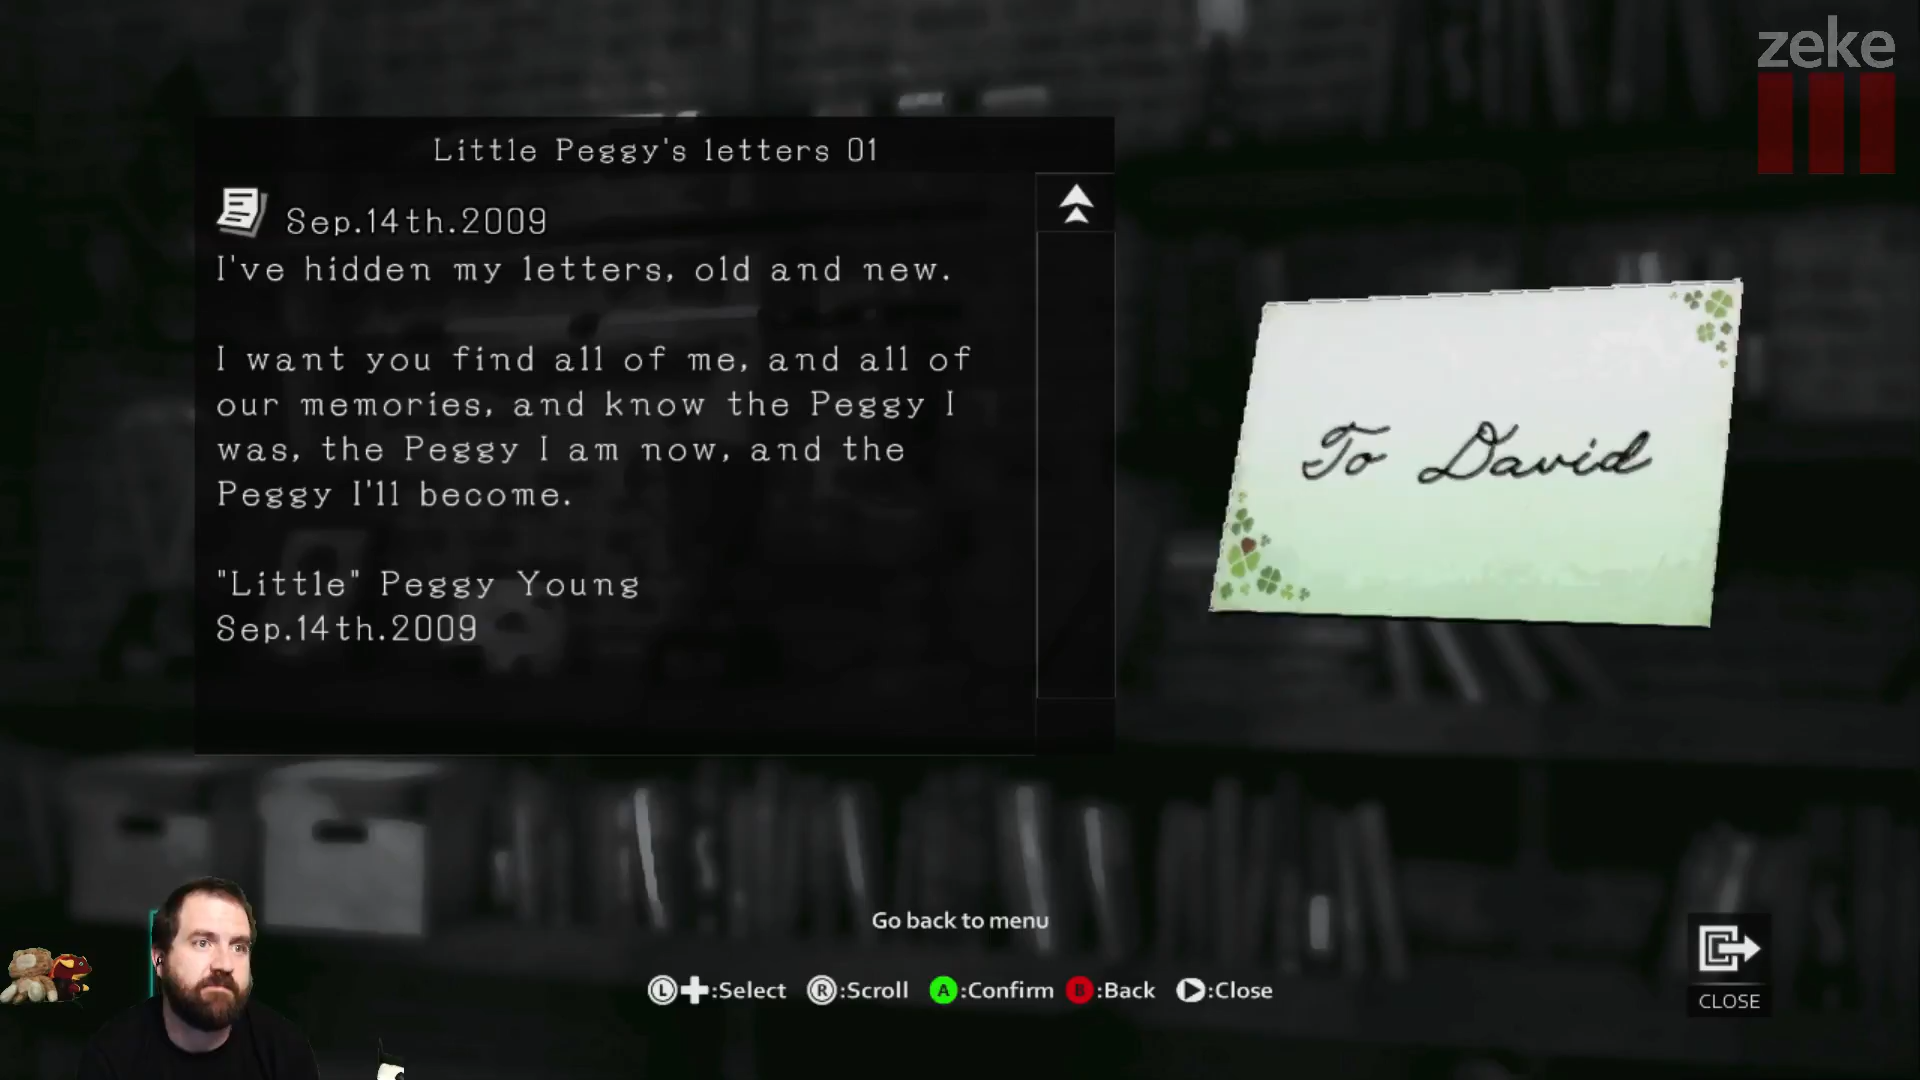 zeke
Little Peggy's letters 01
Sep.14th.2009
I've hidden my letters, old and new.
I want you find all of me, and all of
our memories, and know the Peggy I
was, the Peggy I am now, and the
Peggy I'll become.
"Little" Peggy Young
Sep.14th.2009
To David
Go back to menu
L :Select R :Scroll A :Confirm B :Back :Close
CLOSE